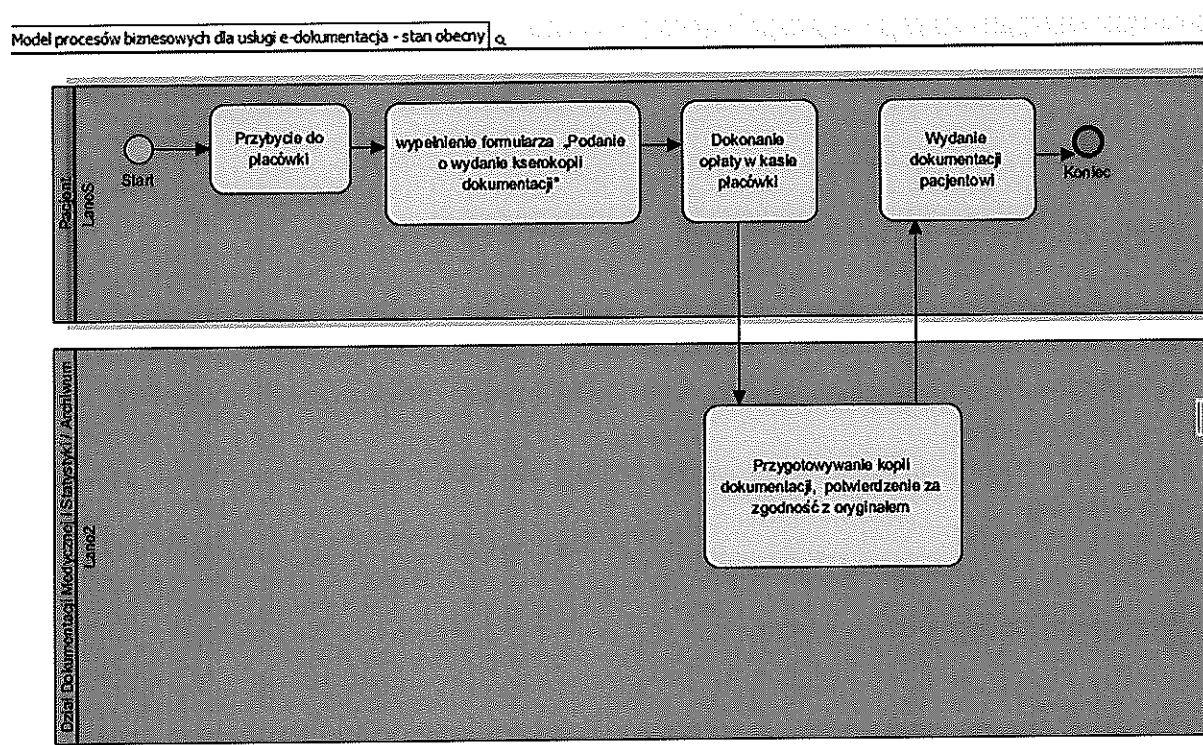 Model procesów biznesowych dla usługi e-dokumentacja - stan obecny
Pacjent
Lane5
Start
Przybycie do
placówki
wypełnienie formularza „Podanie
o wydanie kserokopii
dokumentacji"
Dokonanie
opłaty w kasie
placówki
Wydanie
dokumentacji
pacjentowi
Koniec
Dział Dokumentacji Medycznej i Statystyki / Archiwum
Lane2
Przygotowywanie kopii
dokumentacji, potwierdzenie za
zgodność z oryginałem